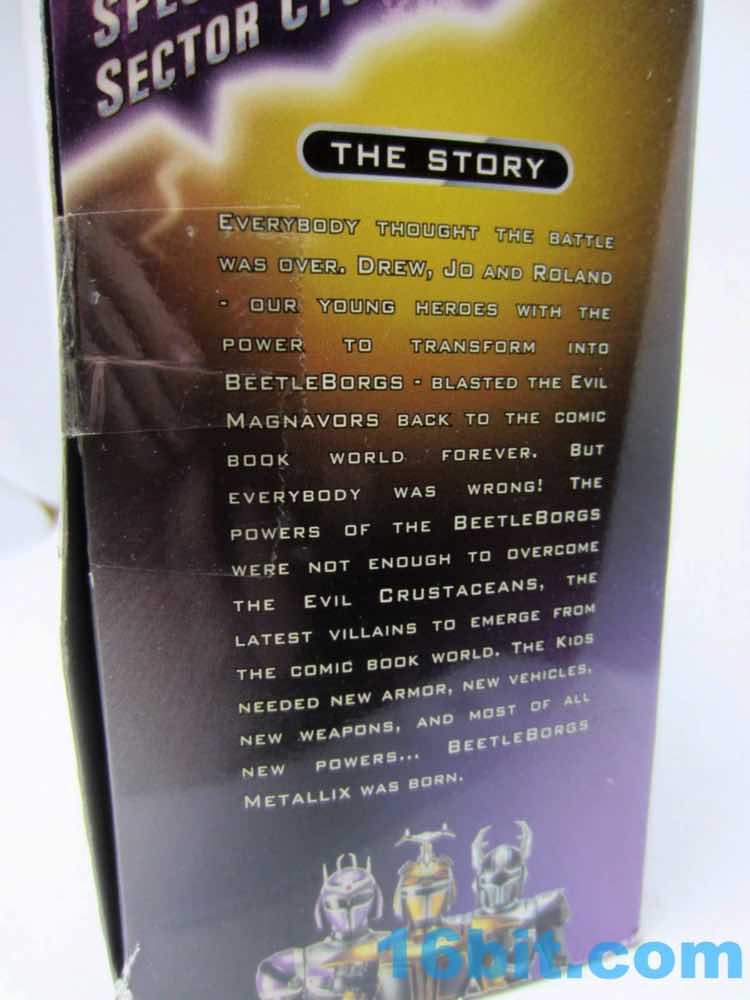 SECTOR
THE STORY
EVERYBODY THOUGHT THE BATTLE
WAS OVER. DREW, JO AND ROLAND
- OUR YOUNG HEROES WITH THE
POWER TO TRANSFORM INTO
BEETLEBORGS - BLASTED THE EVIL
MAGNAVORS BACK TO THE COMIC
BOOK WORLD FOREVER. BUT
EVERYBODY WAS WRONG! THE
POWERS OF THE BEETLEBORGS
WERE NOT ENOUGH TO OVERCOME
THE EVIL CRUSTACEANS, THE
LATEST VILLAINS TO EMERGE FROM
THE COMIC BOOK WORLD. THE KIDS
NEEDED NEW ARMOR, NEW VEHICLES,
NEW WEAPONS, AND MOST OF ALL
NEW POWERS... BEETLEBORGS
METALLIX WAS BORN.
16bit.com